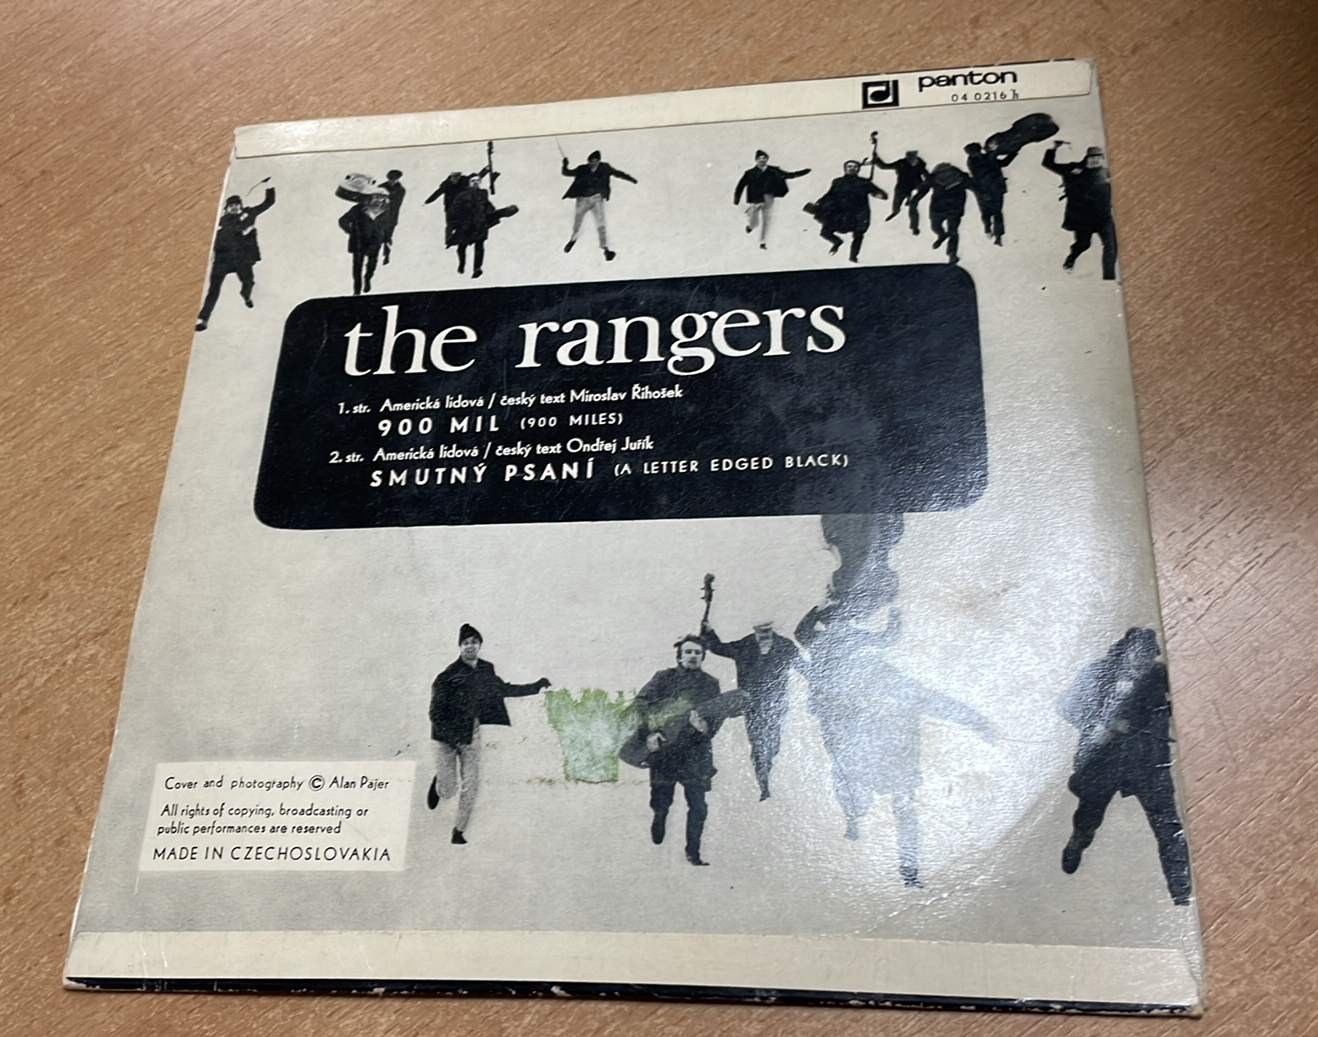 panton
04 0216 h
the rangers
1. str. Americká lidová / český text Miroslav Řihošek
900 MIL (900 MILES)
2. str. Americká lidová / český text Ondřej Juřík
SMUTNÝ PSANÍ (A LETTER EDGED BLACK)
Cover and photography © Alan Pajer
All rights of copying, broadcasting or
public performances are reserved
MADE IN CZECHOSLOVAKIA